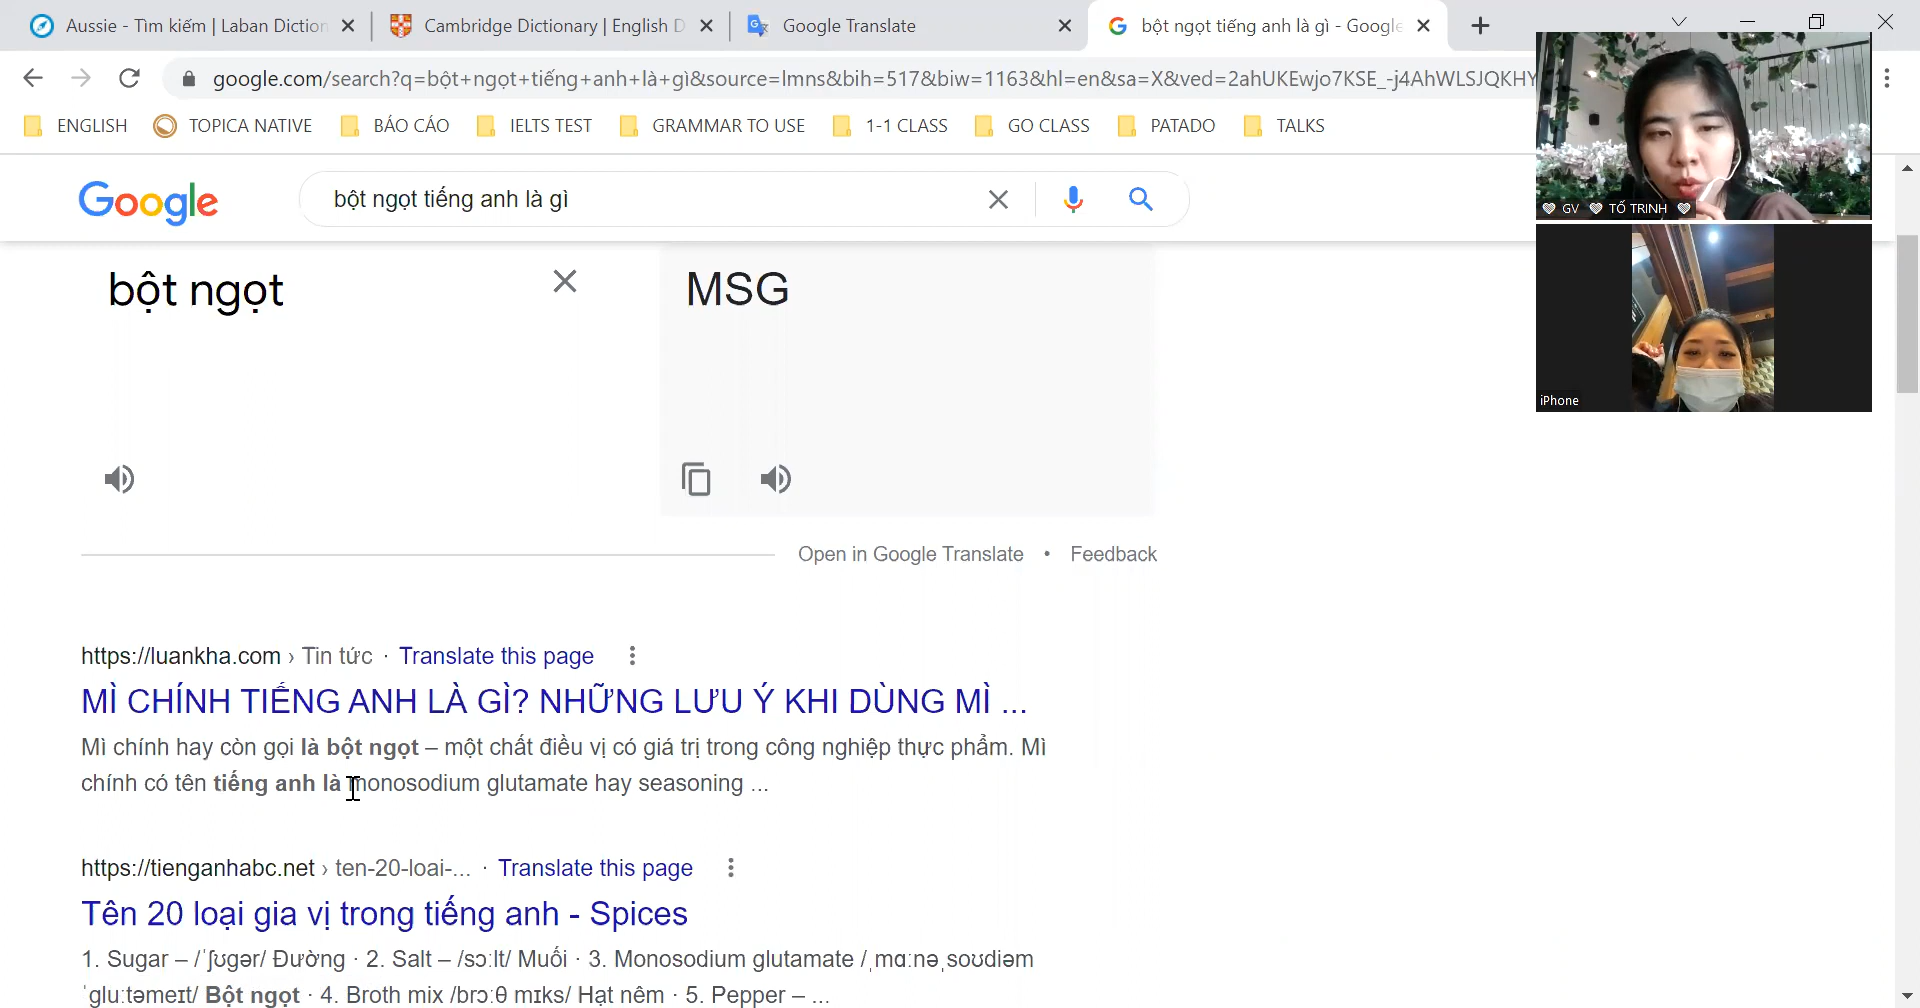 Aussie - Tìm kiếm | Laban Diction
Cambridge Dictionary | English D
Google Translate
bột ngọt tiếng anh là gì - Google
google.com/search?q=bột+ngọt+tiếng+anh+là+gì&source=lmns&bih=517&biw=1163&hl=en&sa=X&ved=2ahUKEwjo7KSE_-j4AhWLSJQKHY
ENGLISH
TOPICA NATIVE
BÁO CÁO
IELTS TEST
GRAMMAR TO USE
1-1 CLASS
GO CLASS
PATADO
TALKS
Google
bột ngọt tiếng anh là gì
GV TỐ TRINH
iPhone
bột ngọt
MSG
Open in Google Translate • Feedback
https://luankha.com › Tin tức · Translate this page
MÌ CHÍNH TIẾNG ANH LÀ GÌ? NHỮNG LƯU Ý KHI DÙNG MÌ ...
Mì chính hay còn gọi là bột ngọt – một chất điều vị có giá trị trong công nghiệp thực phẩm. Mì
chính có tên tiếng anh là monosodium glutamate hay seasoning ...
https://tienganhabc.net › ten-20-loai-... · Translate this page
Tên 20 loại gia vị trong tiếng anh - Spices
1. Sugar – /ˈʃʊgər/ Đường · 2. Salt – /sɔːlt/ Muối · 3. Monosodium glutamate /ˌmɑːnəˌsoʊdiəm
ˈgluːtəmeɪt/ Bột ngọt · 4. Broth mix /brɔːθ mɪks/ Hạt nêm · 5. Pepper – ...